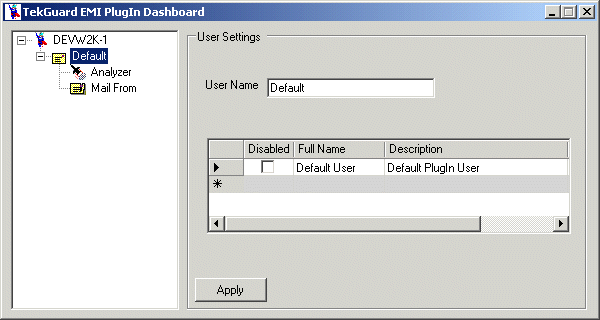 TekGuard EMI PlugIn Dashboard
DEVW2K-1
Default
Analyzer
Mail From
User Settings
User Name Default
Disabled Full Name Description
Default User Default PlugIn User
Apply